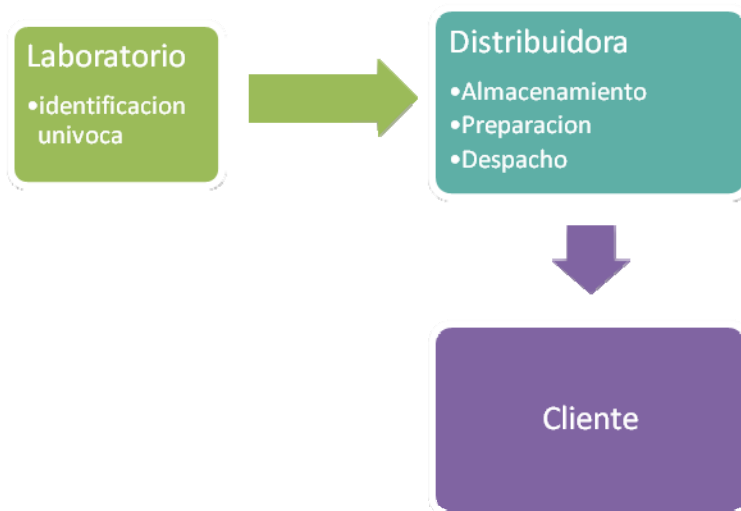 Laboratorio
•identificacion
univoca
Distribuidora
•Almacenamiento
•Preparacion
•Despacho
Cliente